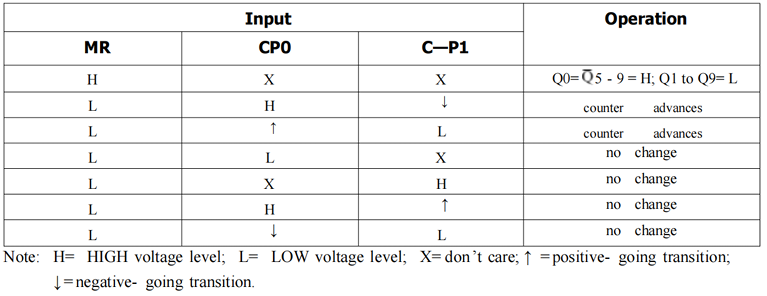 Input Operation
MR CP0 C—P1
H X X Q0= Q̅5 - 9 = H; Q1 to Q9= L
L H ↓ counter advances
L ↑ L counter advances
L L X no change
L X H no change
L H ↑ no change
L ↓ L no change
Note: H= HIGH voltage level; L= LOW voltage level; X= don't care; ↑ =positive- going transition;
↓=negative- going transition.